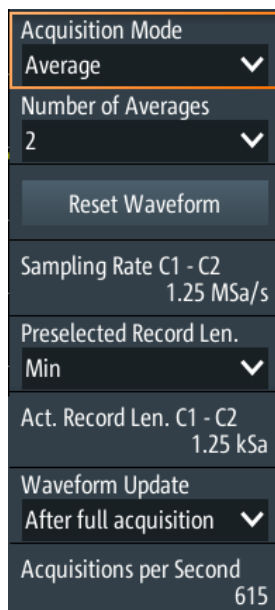 Acquisition Mode
Average
Number of Averages
2
Reset Waveform
Sampling Rate C1 - C2
1.25 MSa/s
Preselected Record Len.
Min
Act. Record Len. C1 - C2
1.25 kSa
Waveform Update
After full acquisition
Acquisitions per Second
615